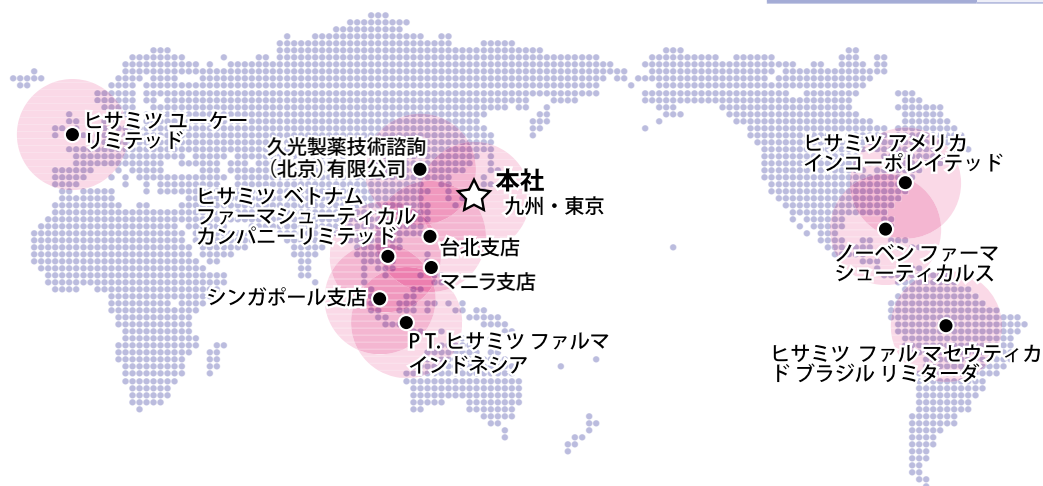 ヒサミツ ユーケー
リミテッド
久光製薬技術諮詢
（北京）有限公司
本社
九州・東京
ヒサミツ ベトナム
ファーマシューティカル
カンパニーリミテッド
台北支店
マニラ支店
シンガポール支店
P T. ヒサミツ ファルマ
インドネシア
ヒサミツ アメリカ
インコーポレイテッド
ノーベン ファーマ
シューティカルス
ヒサミツ ファル マセウティカ
ド ブラジル リミターダ